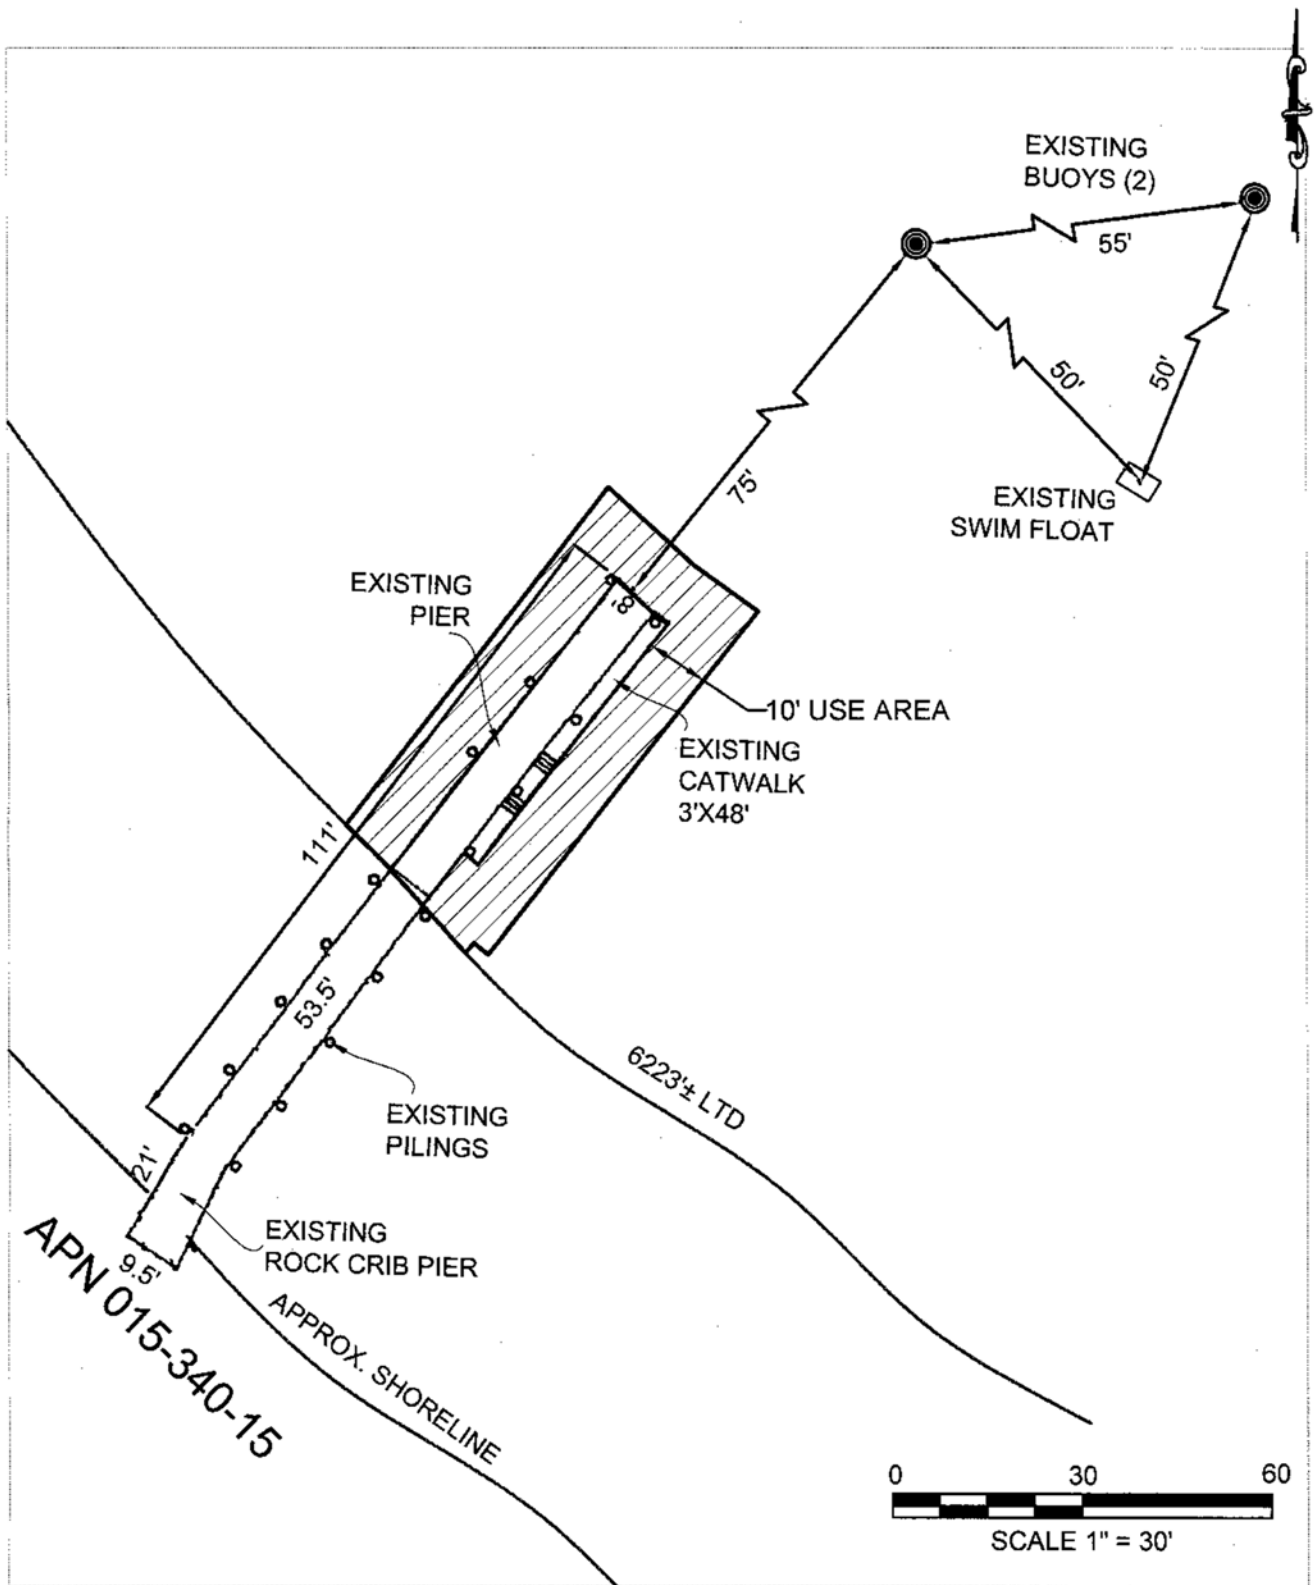 EXISTING
BUOYS (2)
55'
50'
50'
75'
EXISTING
SWIM FLOAT
EXISTING
PIER
8'
10' USE AREA
EXISTING
CATWALK
3'X48'
111'
53.5'
6223'± LTD
EXISTING
PILINGS
21'
EXISTING
ROCK CRIB PIER
9.5'
APN 015-340-15
APPROX. SHORELINE
0 30 60
SCALE 1" = 30'